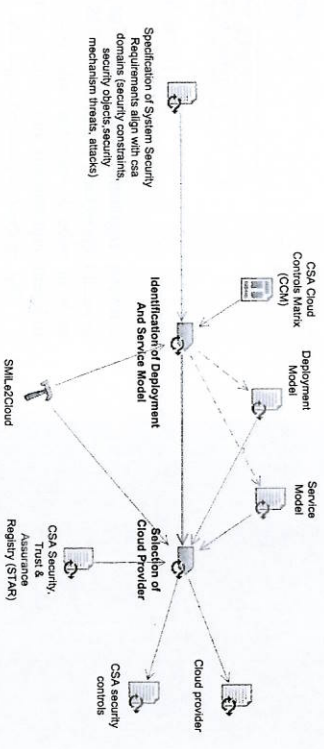 Specification of System Security
Requirements align with csa
domains (security constraints,
security objects,security
mechanism threats, attacks)
CSA Cloud
Controls Matrix
(CCM)
Identification of Deployment
And Service Model
Deployment
Model
Service
Model
SMiLe2Cloud
Selection of
Cloud Provider
CSA Security,
Trust &
Assurance
Registry (STAR)
Cloud provider
CSA security
controls